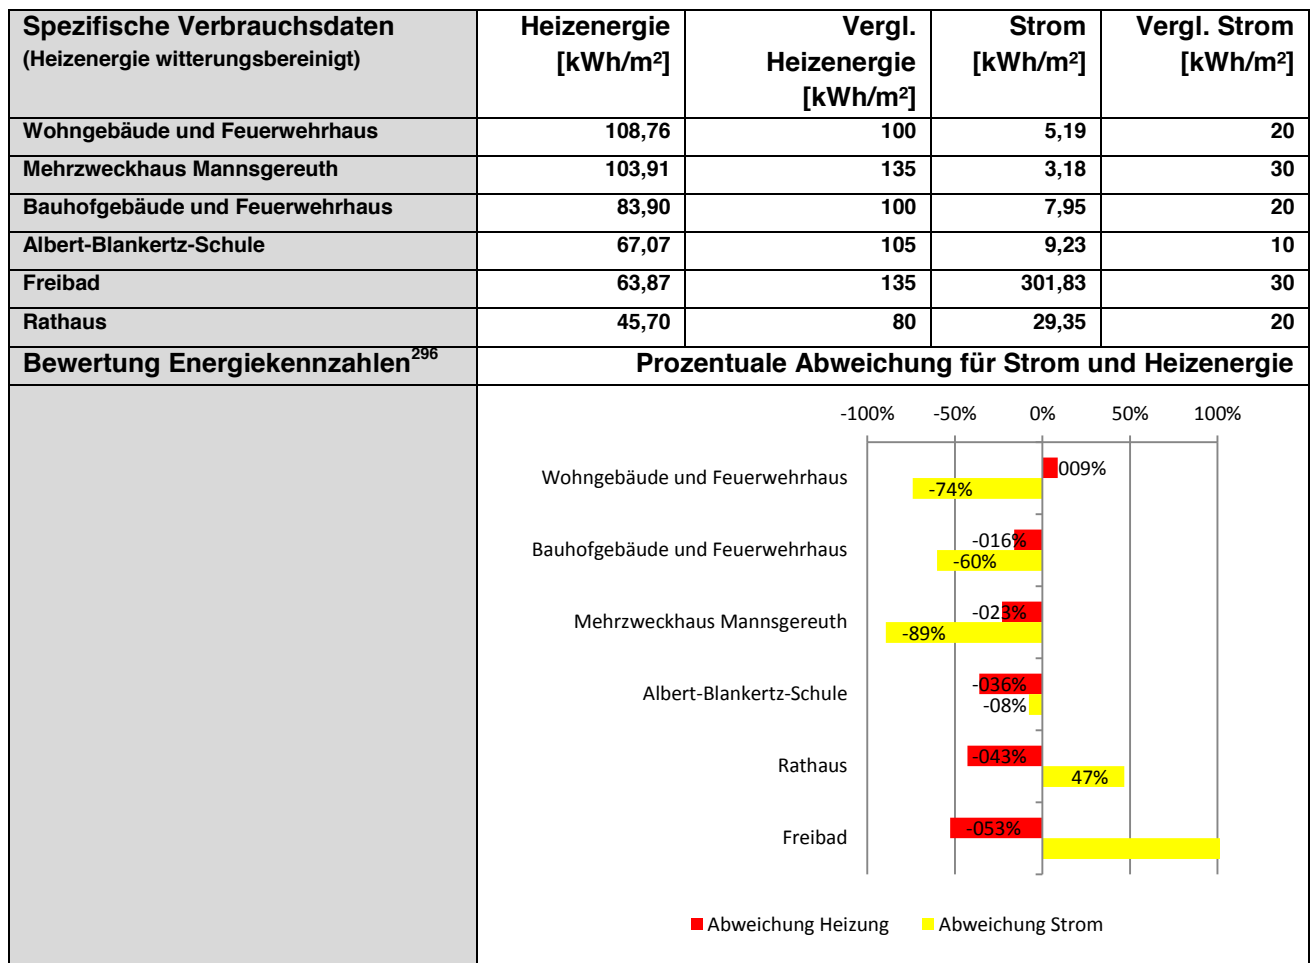 Spezifische Verbrauchsdaten
(Heizenergie witterungsbereinigt)
Heizenergie
[kWh/m²]
Vergl.
Heizenergie
[kWh/m²]
Strom
[kWh/m²]
Vergl. Strom
[kWh/m²]
Wohngebäude und Feuerwehrhaus 108,76 100 5,19 20
Mehrzweckhaus Mannsgereuth 103,91 135 3,18 30
Bauhofgebäude und Feuerwehrhaus 83,90 100 7,95 20
Albert-Blankertz-Schule 67,07 105 9,23 10
Freibad 63,87 135 301,83 30
Rathaus 45,70 80 29,35 20
Bewertung Energiekennzahlen²⁹⁶ Prozentuale Abweichung für Strom und Heizenergie
-100% -50% 0% 50% 100%
009%
Wohngebäude und Feuerwehrhaus
-74%
-016%
Bauhofgebäude und Feuerwehrhaus
-60%
-023%
Mehrzweckhaus Mannsgereuth
-89%
-036%
Albert-Blankertz-Schule
-08%
-043%
Rathaus
47%
-053%
Freibad
Abweichung Heizung Abweichung Strom